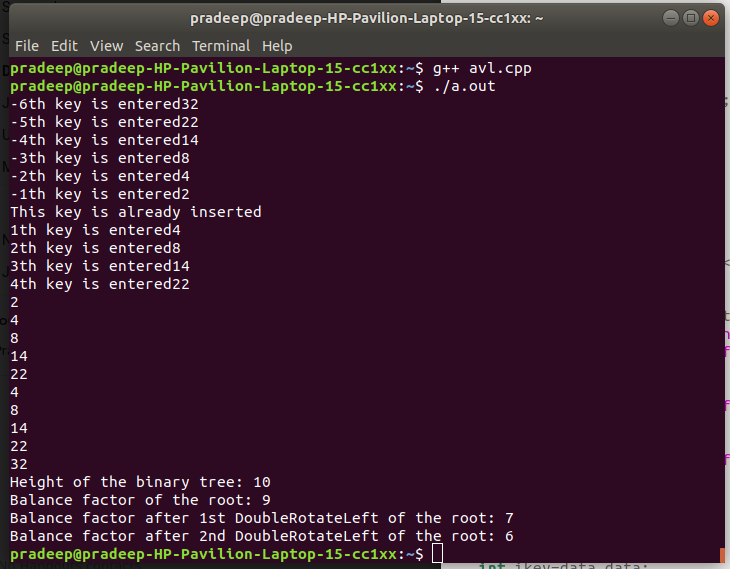 pradeep@pradeep-HP-Pavilion-Laptop-15-cc1xx: ~
File Edit View Search Terminal Help
pradeep@pradeep-HP-Pavilion-Laptop-15-cc1xx:~$ g++ avl.cpp
pradeep@pradeep-HP-Pavilion-Laptop-15-cc1xx:~$ ./a.out
-6th key is entered32
-5th key is entered22
-4th key is entered14
-3th key is entered8
-2th key is entered4
-1th key is entered2
This key is already inserted
1th key is entered4
2th key is entered8
3th key is entered14
4th key is entered22
2
4
8
14
22
4
8
14
22
32
Height of the binary tree: 10
Balance factor of the root: 9
Balance factor after 1st DoubleRotateLeft of the root: 7
Balance factor after 2nd DoubleRotateLeft of the root: 6
pradeep@pradeep-HP-Pavilion-Laptop-15-cc1xx:~$